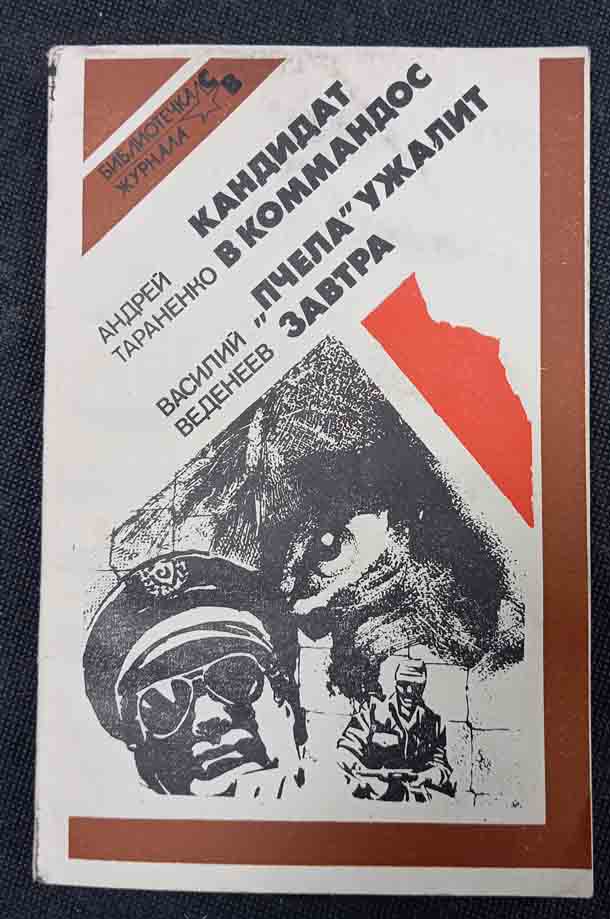 БИБЛИОТЕЧКА
ЖУРНАЛА
СВ
АНДРЕЙ
ТАРАНЕНКО
КАНДИДАТ
В КОММАНДОС
ВАСИЛИЙ
ВЕДЕНЕЕВ
„ПЧЕЛА” УЖАЛИТ
ЗАВТРА